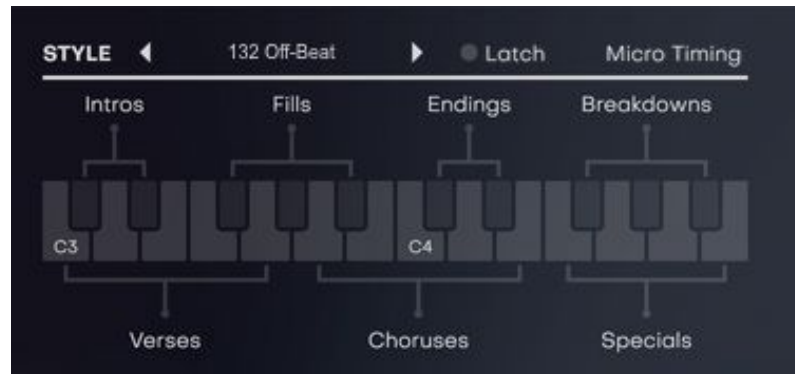 STYLE 132 Off-Beat Latch Micro Timing
Intros Fills Endings Breakdowns
C3 C4
Verses Choruses Specials